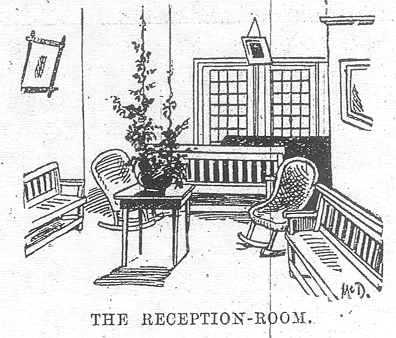 McD.
THE RECEPTION-ROOM.